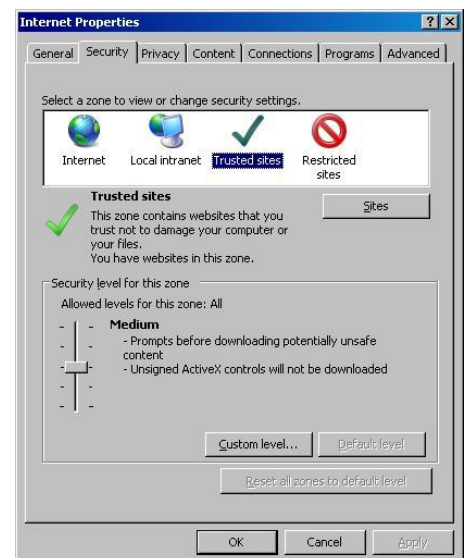 Internet Properties
General Security Privacy Content Connections Programs Advanced
Select a zone to view or change security settings.
Internet Local intranet Trusted sites Restricted
sites
Trusted sites
Sites
This zone contains websites that you
trust not to damage your computer or
your files.
You have websites in this zone.
Security level for this zone
Allowed levels for this zone: All
Medium
- Prompts before downloading potentially unsafe
content
- Unsigned ActiveX controls will not be downloaded
Custom level... Default level
Reset all zones to default level
OK Cancel Apply